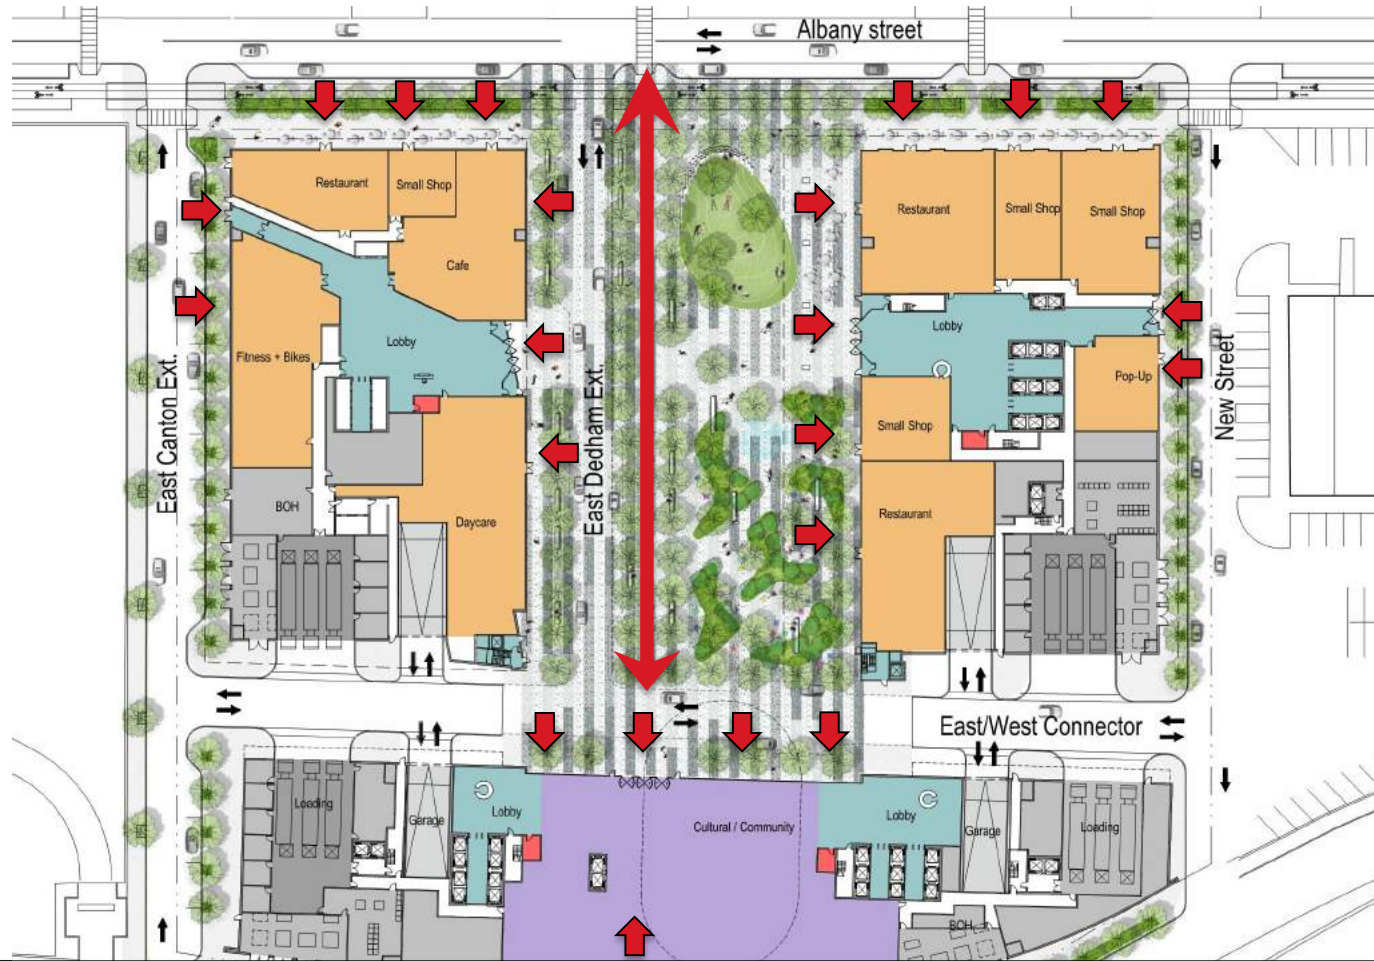 Albany street
Restaurant
Small Shop
Cafe
Restaurant
Small Shop
Small Shop
Lobby
Fitness + Bikes
Lobby
Pop-Up
East Canton Ext.
East Dedham Ext.
New Street
Small Shop
BOH
Daycare
Restaurant
East/West Connector
Loading
Garage
Lobby
Cultural / Community
Lobby
Garage
Loading
BOH